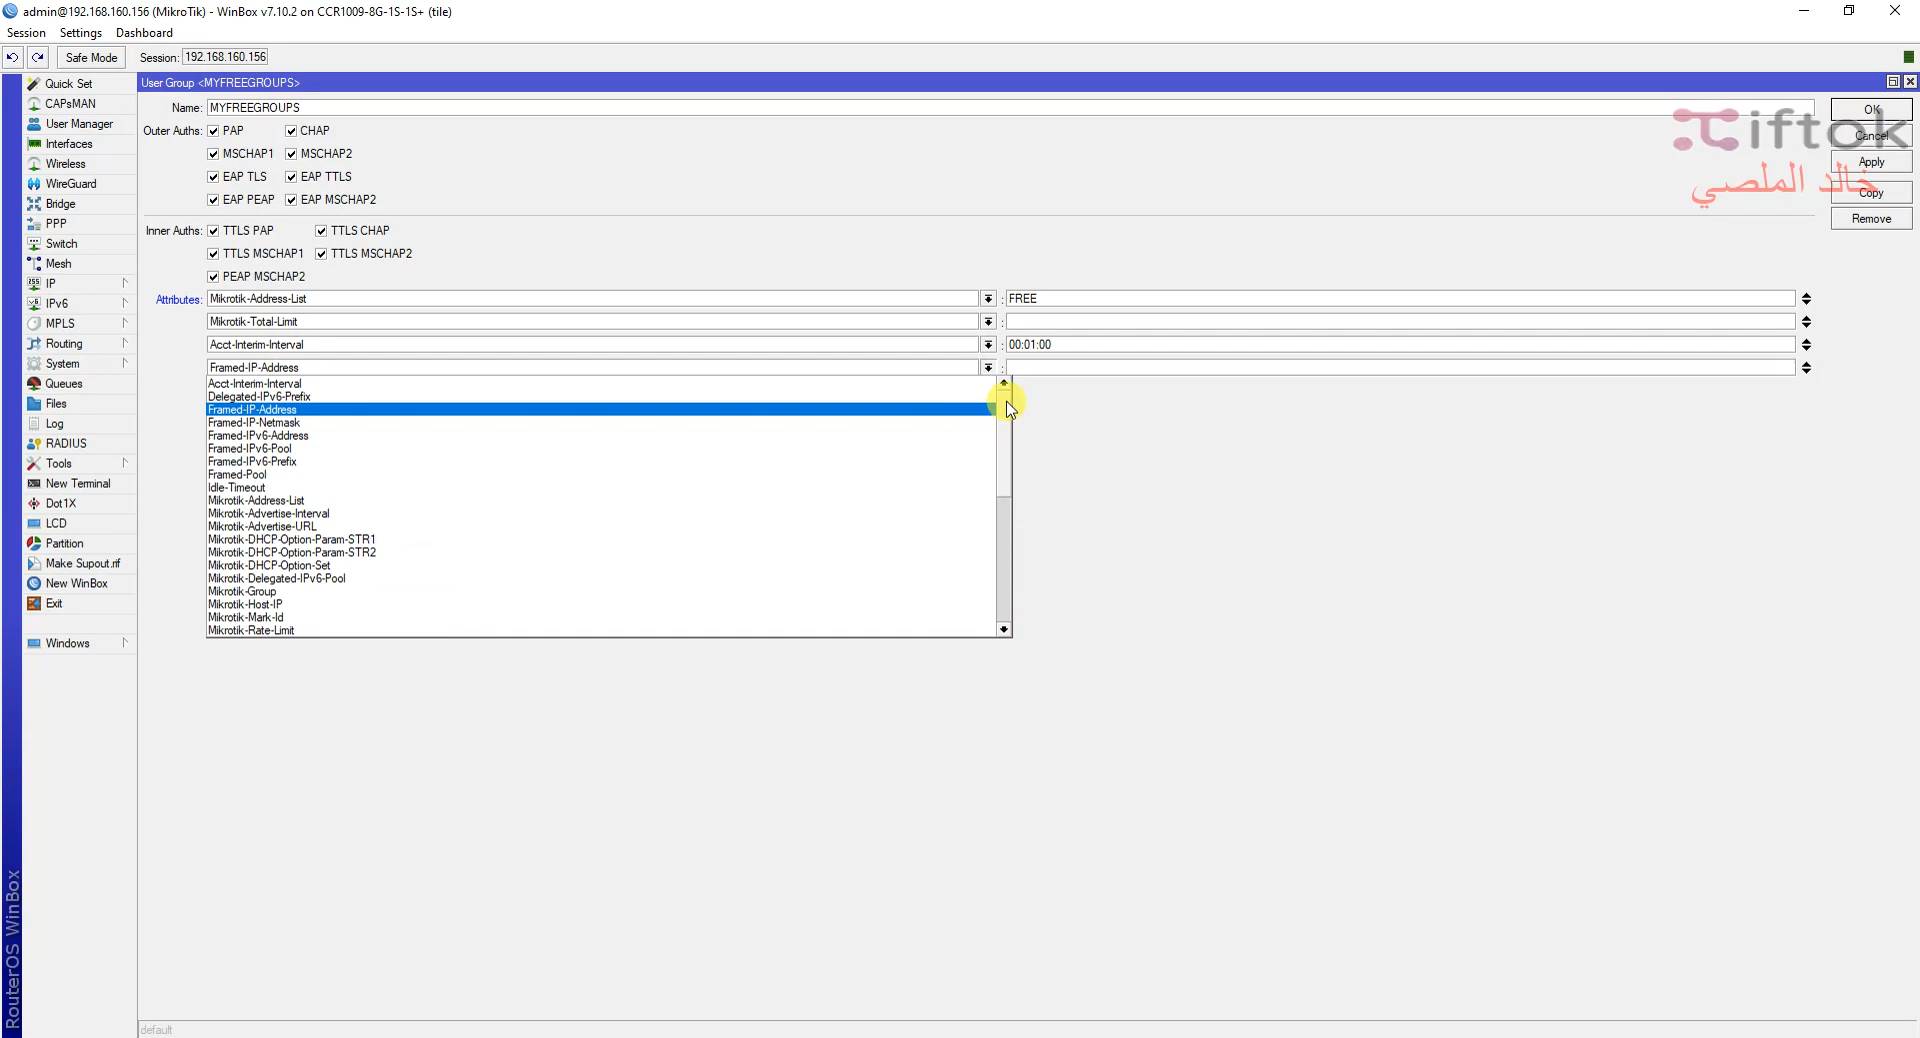 admin@192.168.160.156 (MikroTik) - WinBox v7.10.2 on CCR1009-8G-1S-1S+ (tile)
Session Settings Dashboard
Safe Mode Session: 192.168.160.156
Quick Set
CAPsMAN
User Manager
Interfaces
Wireless
WireGuard
Bridge
PPP
Switch
Mesh
IP
IPv6
MPLS
Routing
System
Queues
Files
Log
RADIUS
Tools
New Terminal
Dot1X
LCD
Partition
Make Supout.rif
New WinBox
Exit
Windows
RouterOS WinBox
User Group <MYFREEGROUPS>
Name: MYFREEGROUPS
Outer Auths: PAP CHAP
MSCHAP1 MSCHAP2
EAP TLS EAP TTLS
EAP PEAP EAP MSCHAP2
Inner Auths: TTLS PAP TTLS CHAP
TTLS MSCHAP1 TTLS MSCHAP2
PEAP MSCHAP2
Attributes: Mikrotik-Address-List : FREE
Mikrotik-Total-Limit :
Acct-Interim-Interval : 00:01:00
Framed-IP-Address :
Acct-Interim-Interval
Delegated-IPv6-Prefix
Framed-IP-Address
Framed-IP-Netmask
Framed-IPv6-Address
Framed-IPv6-Pool
Framed-IPv6-Prefix
Framed-Pool
Idle-Timeout
Mikrotik-Address-List
Mikrotik-Advertise-Interval
Mikrotik-Advertise-URL
Mikrotik-DHCP-Option-Param-STR1
Mikrotik-DHCP-Option-Param-STR2
Mikrotik-DHCP-Option-Set
Mikrotik-Delegated-IPv6-Pool
Mikrotik-Group
Mikrotik-Host-IP
Mikrotik-Mark-Id
Mikrotik-Rate-Limit
OK
Cancel
Apply
Copy
Remove
iftok
خالد الملصي
default